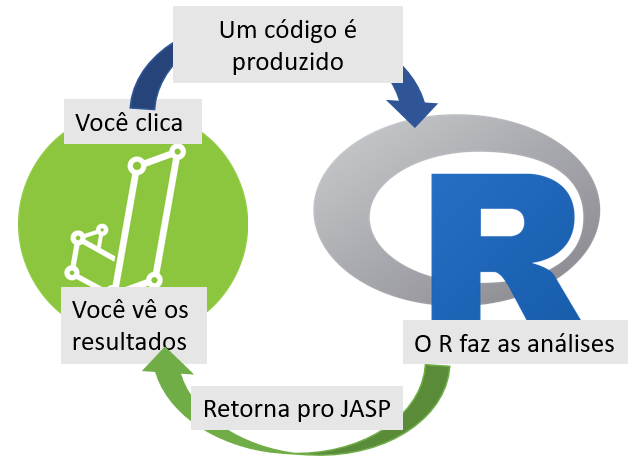 Um código é
produzido
Você clica
R
O R faz as análises
Retorna pro JASP
Você vê os
resultados